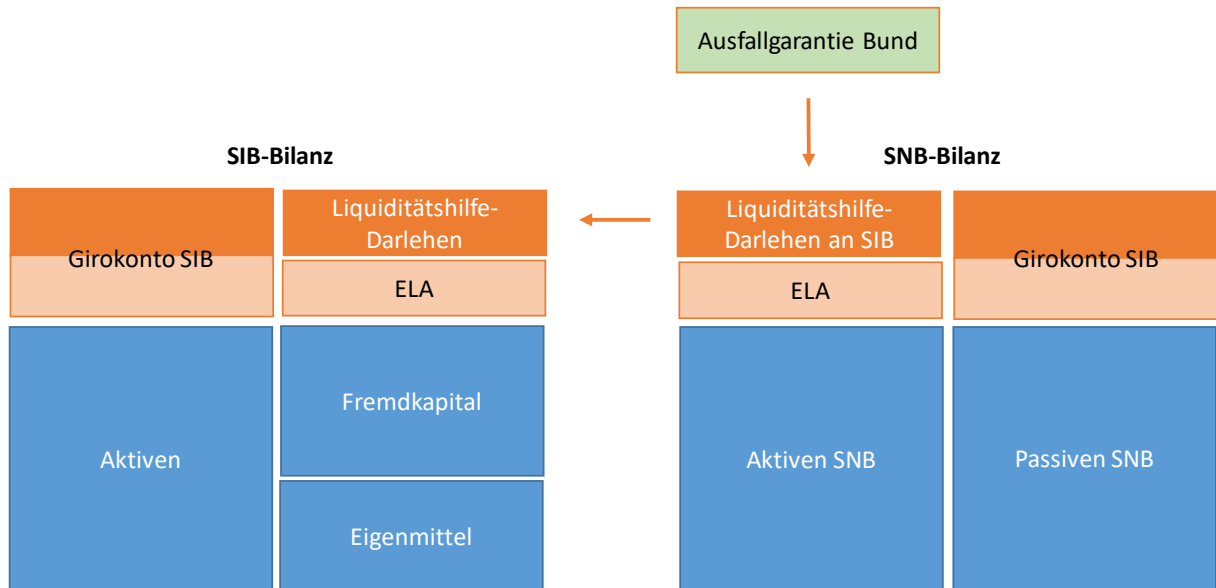 Ausfallgarantie Bund
SIB-Bilanz
SNB-Bilanz
Girokonto SIB
Liquiditätshilfe-
Darlehen
ELA
Aktiven
Fremdkapital
Eigenmittel
Liquiditätshilfe-
Darlehen an SIB
ELA
Girokonto SIB
Aktiven SNB
Passiven SNB